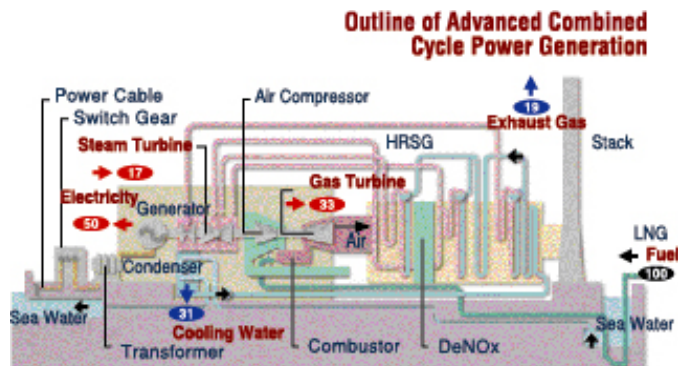 Outline of Advanced Combined
Cycle Power Generation
Power Cable
Air Compressor
19
Switch Gear
Exhaust Gas
Steam Turbine
HRSG
Stack
17
Gas Turbine
Electricity
Generator
33
50
Air
LNG
Fuel
Condenser
100
Sea Water
31
Sea Water
Cooling Water
Transformer
Combustor
DeNOx